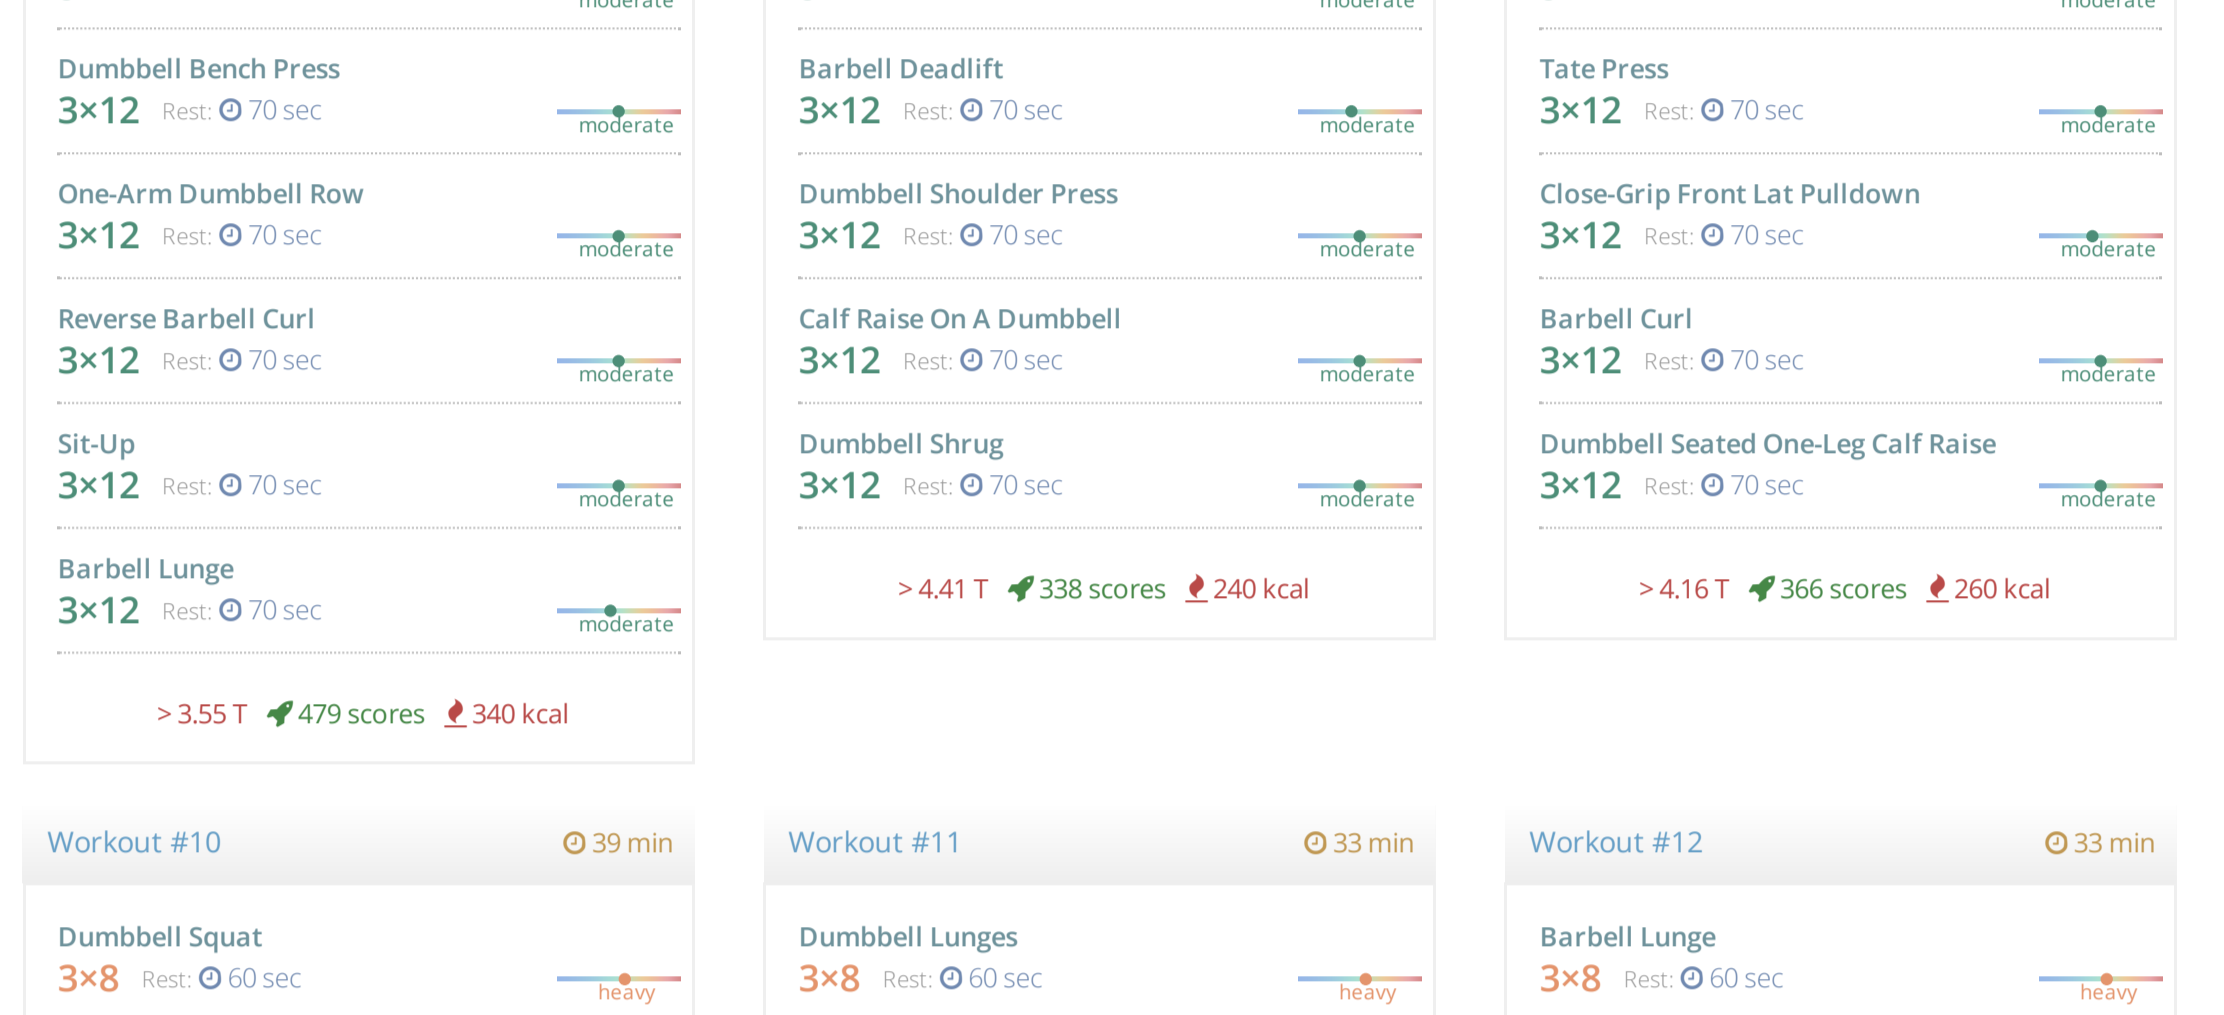 moderate
Dumbbell Bench Press
3×12 Rest: 70 sec
moderate
One-Arm Dumbbell Row
3×12 Rest: 70 sec
moderate
Reverse Barbell Curl
3×12 Rest: 70 sec
moderate
Sit-Up
3×12 Rest: 70 sec
moderate
Barbell Lunge
3×12 Rest: 70 sec
moderate
> 3.55 T 479 scores 340 kcal
moderate
Barbell Deadlift
3×12 Rest: 70 sec
moderate
Dumbbell Shoulder Press
3×12 Rest: 70 sec
moderate
Calf Raise On A Dumbbell
3×12 Rest: 70 sec
moderate
Dumbbell Shrug
3×12 Rest: 70 sec
moderate
> 4.41 T 338 scores 240 kcal
moderate
Tate Press
3×12 Rest: 70 sec
moderate
Close-Grip Front Lat Pulldown
3×12 Rest: 70 sec
moderate
Barbell Curl
3×12 Rest: 70 sec
moderate
Dumbbell Seated One-Leg Calf Raise
3×12 Rest: 70 sec
moderate
> 4.16 T 366 scores 260 kcal
Workout #10 39 min
Dumbbell Squat
3×8 Rest: 60 sec
heavy
Workout #11 33 min
Dumbbell Lunges
3×8 Rest: 60 sec
heavy
Workout #12 33 min
Barbell Lunge
3×8 Rest: 60 sec
heavy